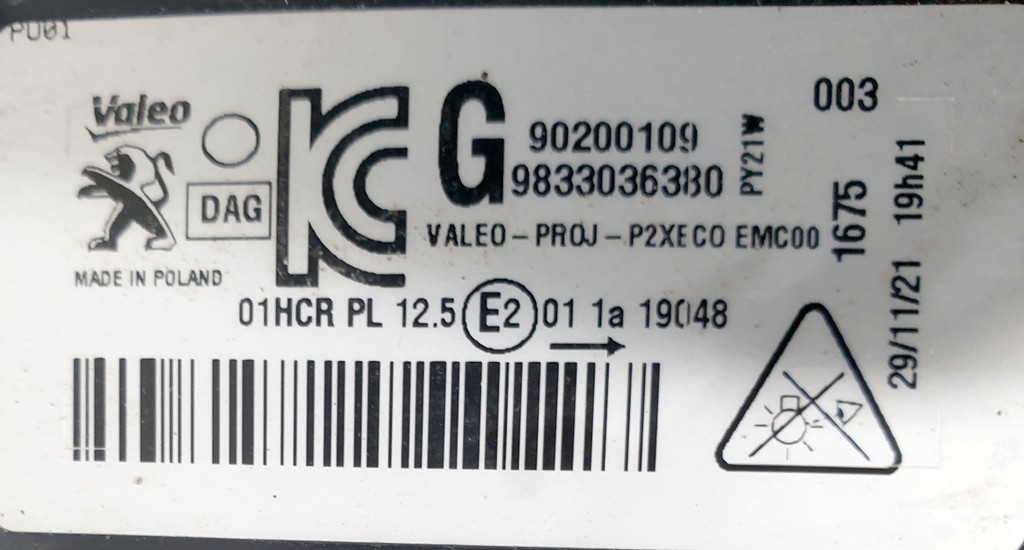 PU01
Valeo
KC
G
90200109
9833036380
PY21W
003
1675
29/11/21 19h41
DAG
VALEO-PROJ-P2XECO EMC00
MADE IN POLAND
01HCR PL 12.5 E2 01 1a 19048